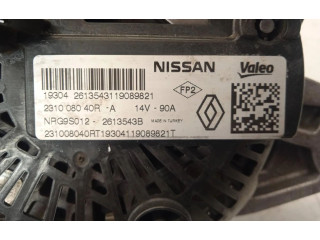 NISSAN Valeo
19304 2613543119089821 FP2
2310 080 40R -A 14V - 90A
NRG9S012 - 2613543B MADE IN TURKEY
231008040RT19304119089821T